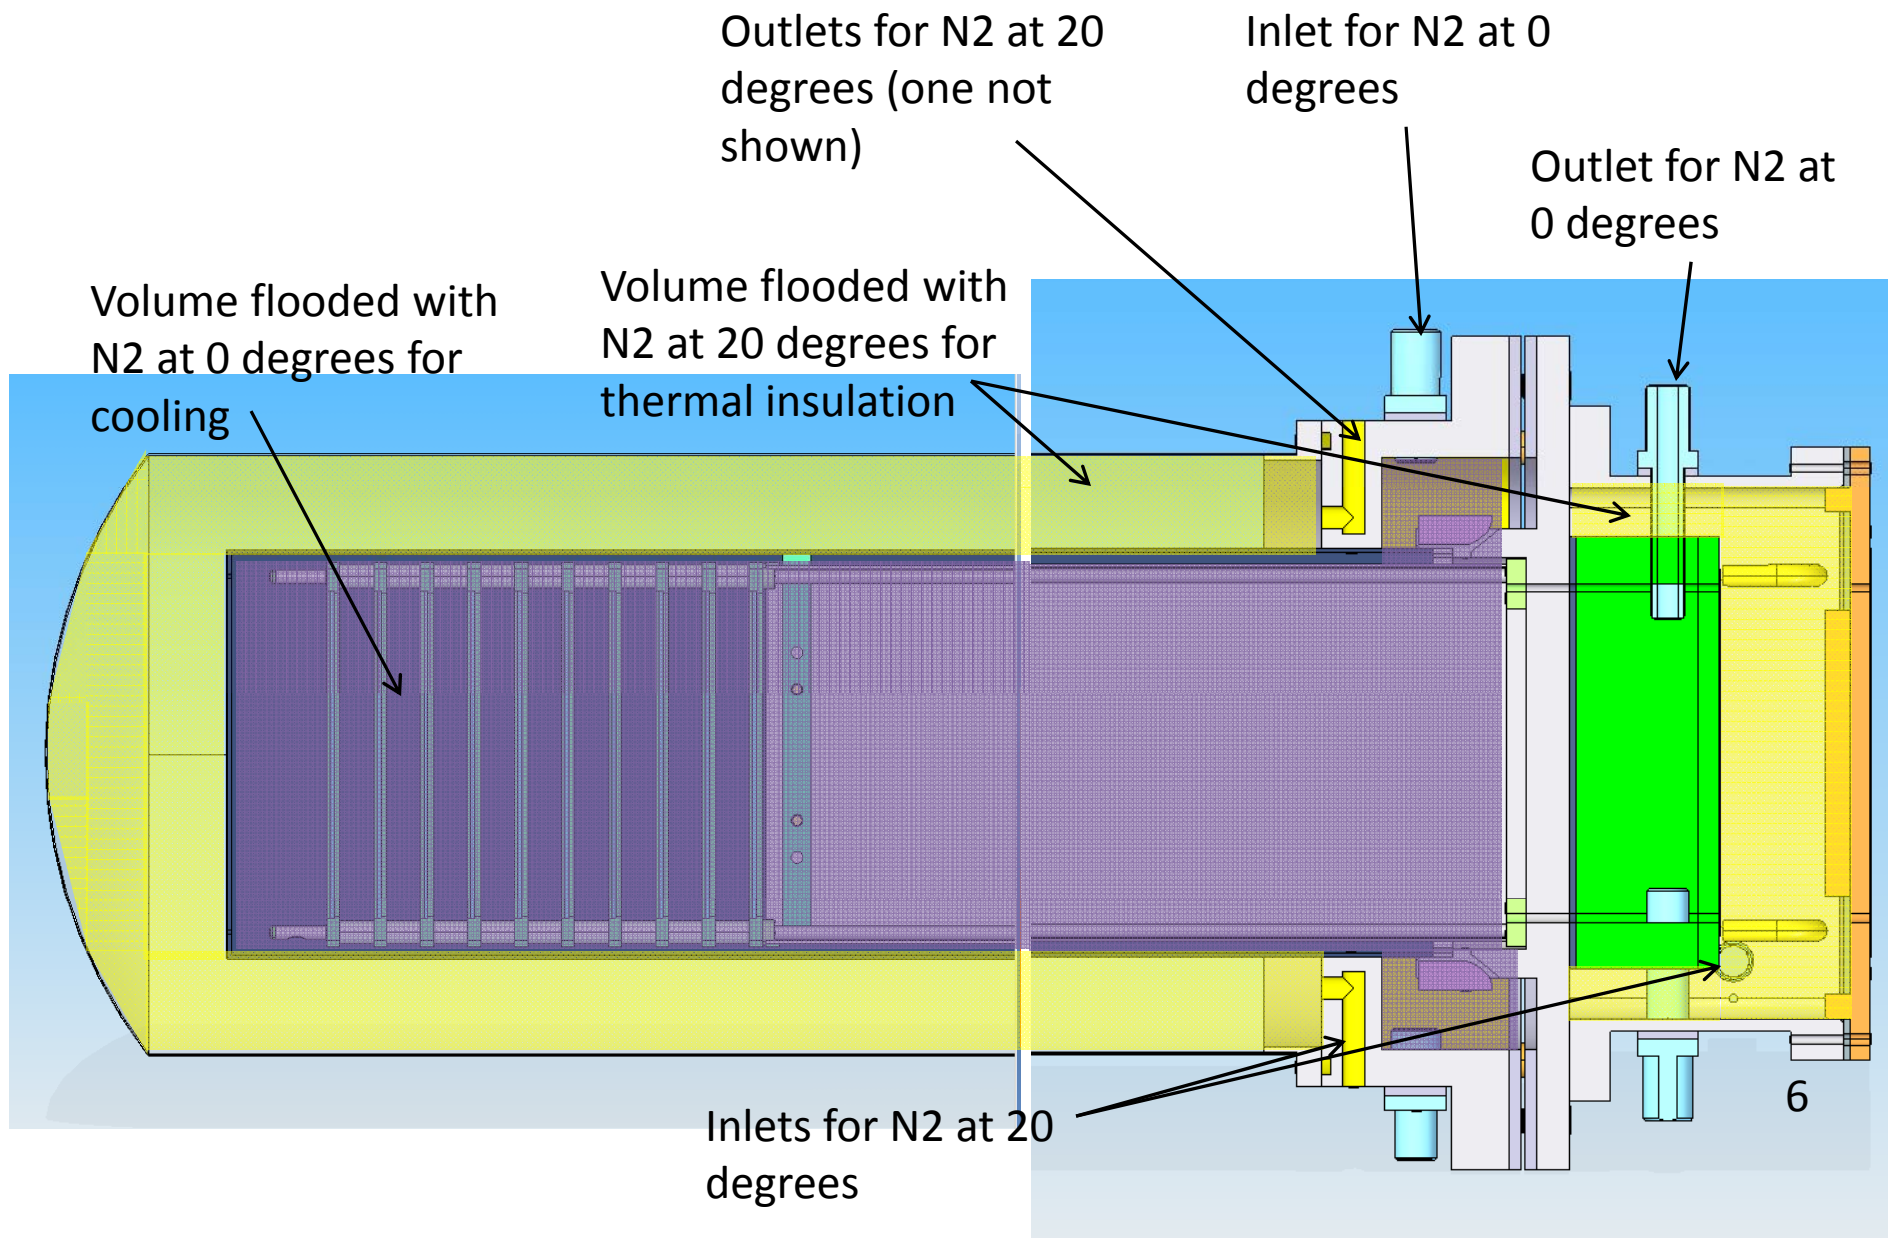 Outlets for N2 at 20
degrees (one not
shown)
Inlet for N2 at 0
degrees
Outlet for N2 at
0 degrees
Volume flooded with
N2 at 0 degrees for
cooling
Volume flooded with
N2 at 20 degrees for
thermal insulation
Inlets for N2 at 20
degrees
6